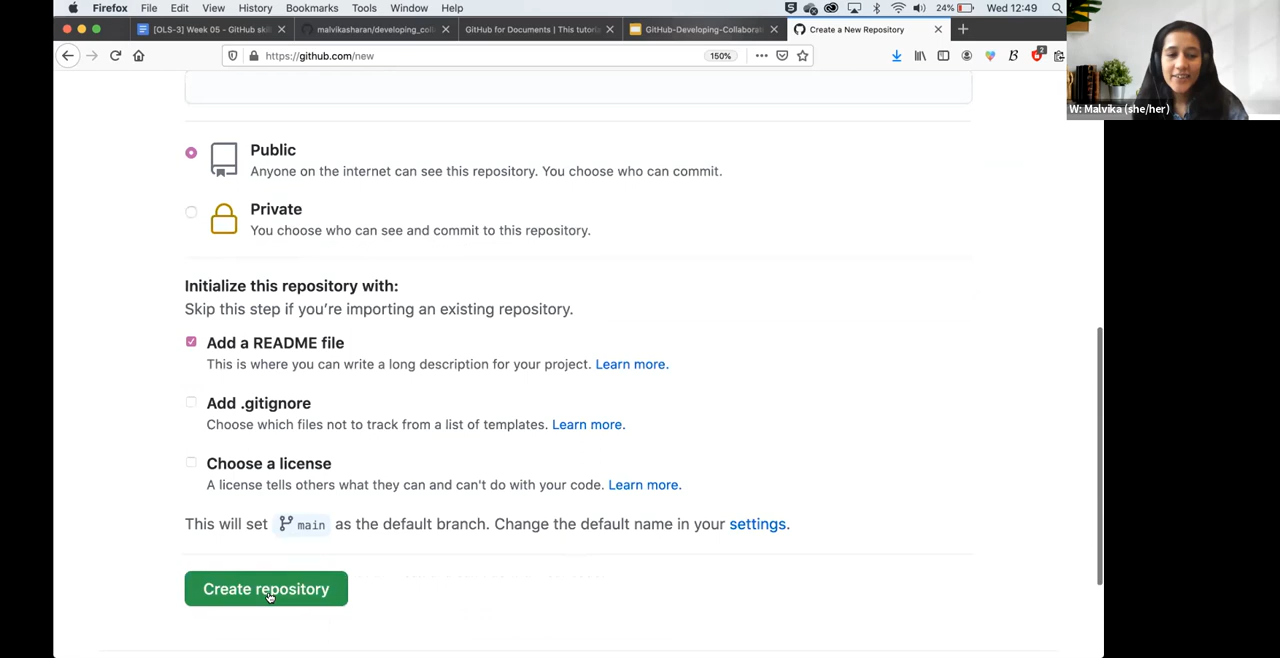 Firefox File Edit View History Bookmarks Tools Window Help 24% Wed 12:49
[OLS-3] Week 05 - GitHub skil malvikasharan/developing_coll GitHub for Documents | This tutoria GitHub-Developing-Collaborat Create a New Repository
https://github.com/new 150% 2
W: Malvika (she/her)
Public
Anyone on the internet can see this repository. You choose who can commit.
Private
You choose who can see and commit to this repository.
Initialize this repository with:
Skip this step if you’re importing an existing repository.
Add a README file
This is where you can write a long description for your project. Learn more.
Add .gitignore
Choose which files not to track from a list of templates. Learn more.
Choose a license
A license tells others what they can and can't do with your code. Learn more.
This will set main as the default branch. Change the default name in your settings.
Create repository